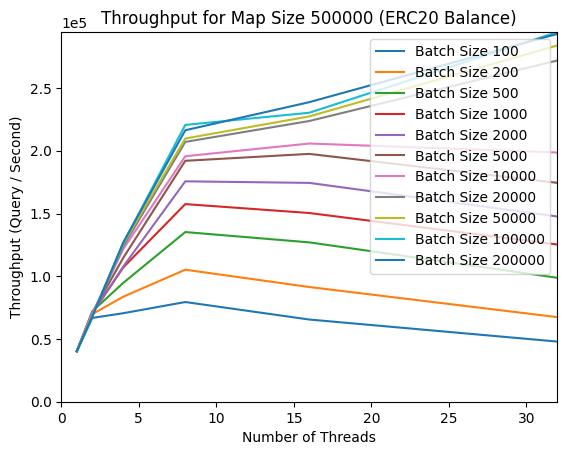 Throughput for Map Size 500000 (ERC20 Balance)
1e5
Throughput (Query / Second)
2.5
2.0
1.5
1.0
0.5
0.0
Batch Size 100
Batch Size 200
Batch Size 500
Batch Size 1000
Batch Size 2000
Batch Size 5000
Batch Size 10000
Batch Size 20000
Batch Size 50000
Batch Size 100000
Batch Size 200000
0 5 10 15 20 25 30
Number of Threads